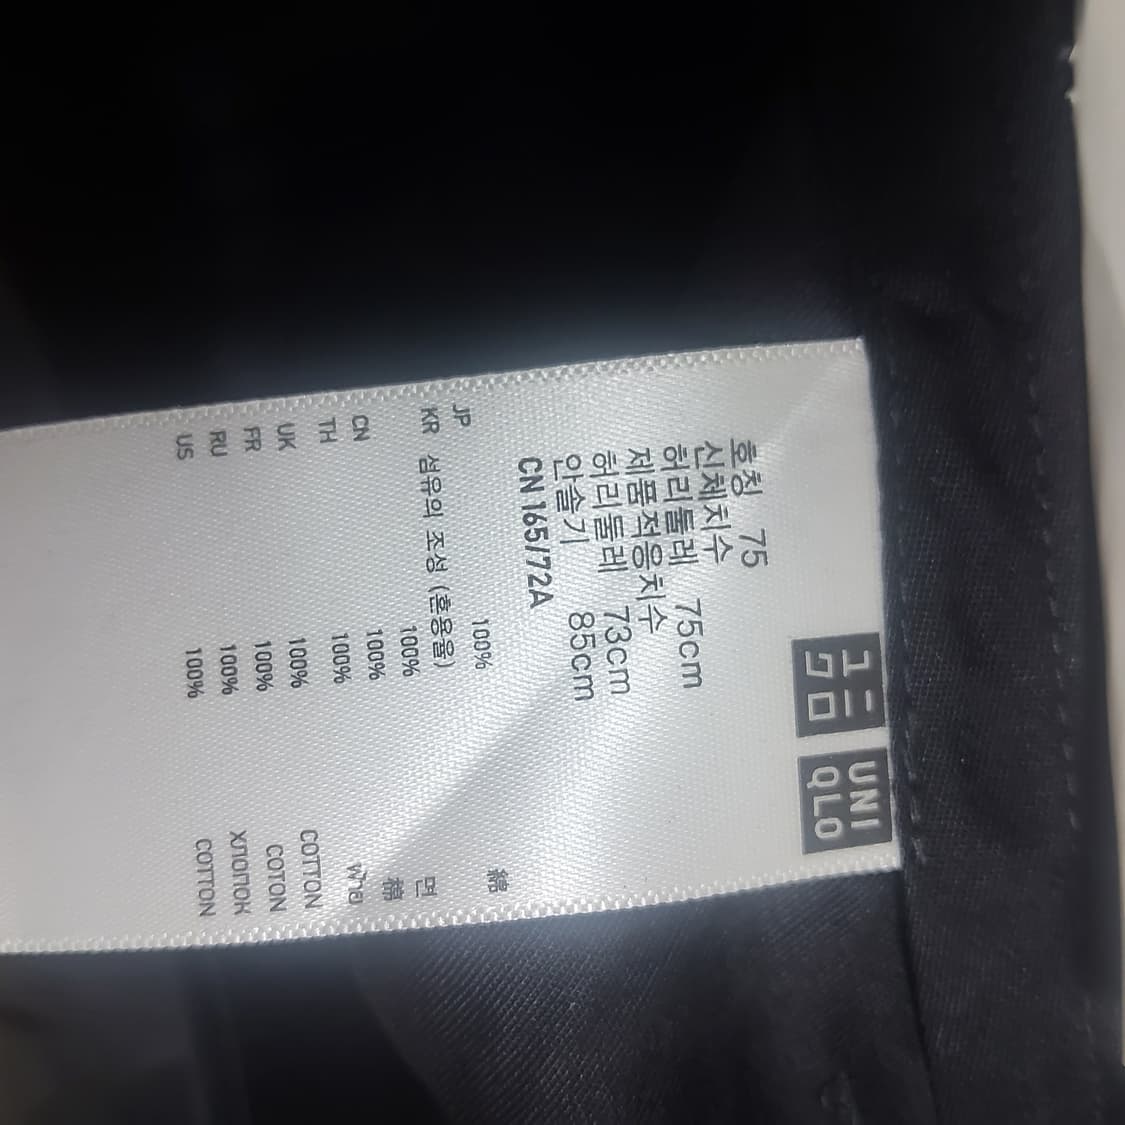 ユニ
クロ
UNI
QLO
호칭 75
신체치수
허리둘레 75cm
제품적용치수
허리둘레 73cm
안솔기 85cm
CN 165/72A
JP 100% 綿
KR 섬유의 조성 (혼용율)
100% 면
CN 100% 棉
TH 100% ฝ้าย
UK 100% COTTON
FR 100% COTON
RU 100% ХЛОПОК
US 100% COTTON